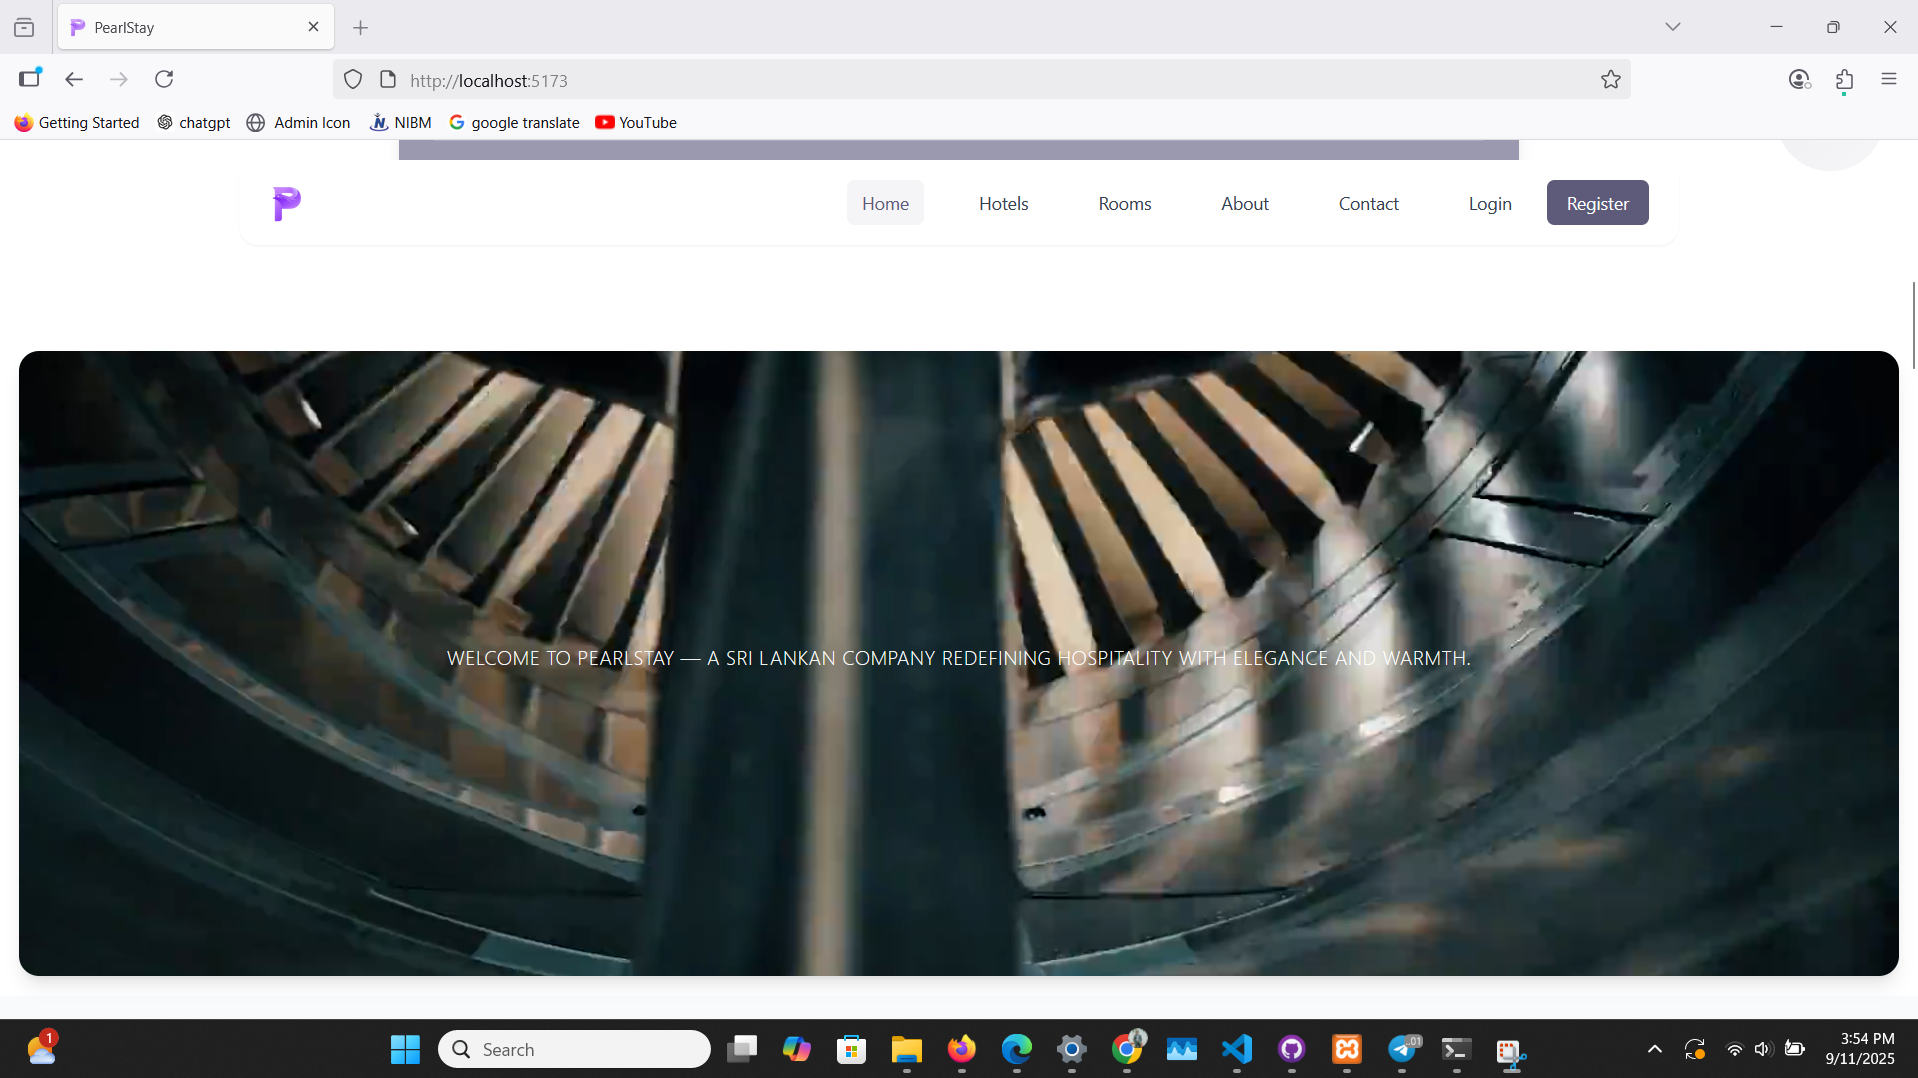 PearlStay
http://localhost:5173
Getting Started
chatgpt
Admin Icon
NIBM
google translate
YouTube
P
Home
Hotels
Rooms
About
Contact
Login
Register
WELCOME TO PEARLSTAY — A SRI LANKAN COMPANY REDEFINING HOSPITALITY WITH ELEGANCE AND WARMTH.
1
Search
.01
3:54 PM
9/11/2025